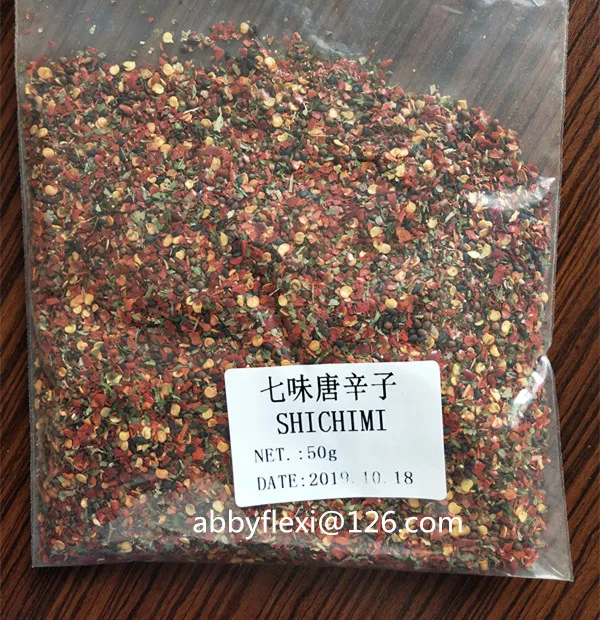 七味唐辛子
SHICHIMI
NET.:50g
DATE:2019.10.18
abbyflexi@126.com